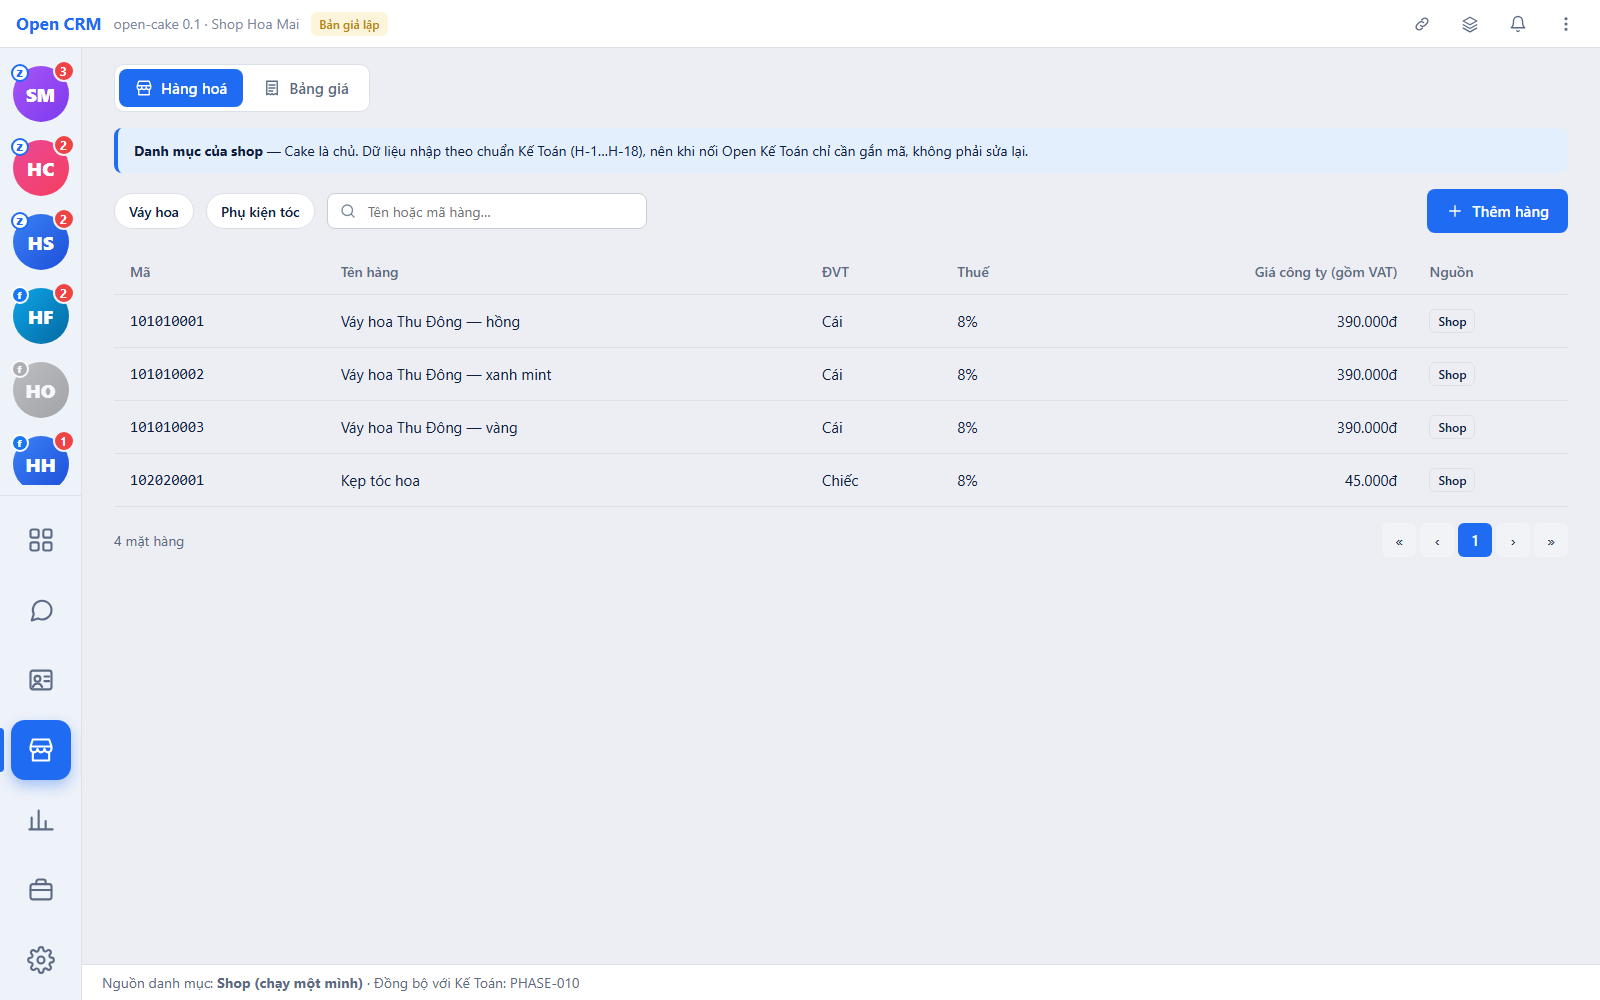 Open CRM open-cake 0.1 · Shop Hoa Mai Bản giả lập
z 3 SM
z 2 HC
z 2 HS
f 2 HF
f HO
f 1 HH
Hàng hoá Bảng giá
Danh mục của shop — Cake là chủ. Dữ liệu nhập theo chuẩn Kế Toán (H-1...H-18), nên khi nối Open Kế Toán chỉ cần gắn mã, không phải sửa lại.
Váy hoa Phụ kiện tóc Tên hoặc mã hàng... + Thêm hàng
Mã Tên hàng ĐVT Thuế Giá công ty (gồm VAT) Nguồn
101010001 Váy hoa Thu Đông — hồng Cái 8% 390.000đ Shop
101010002 Váy hoa Thu Đông — xanh mint Cái 8% 390.000đ Shop
101010003 Váy hoa Thu Đông — vàng Cái 8% 390.000đ Shop
102020001 Kẹp tóc hoa Chiếc 8% 45.000đ Shop
4 mặt hàng « ‹ 1 › »
Nguồn danh mục: Shop (chạy một mình) · Đồng bộ với Kế Toán: PHASE-010